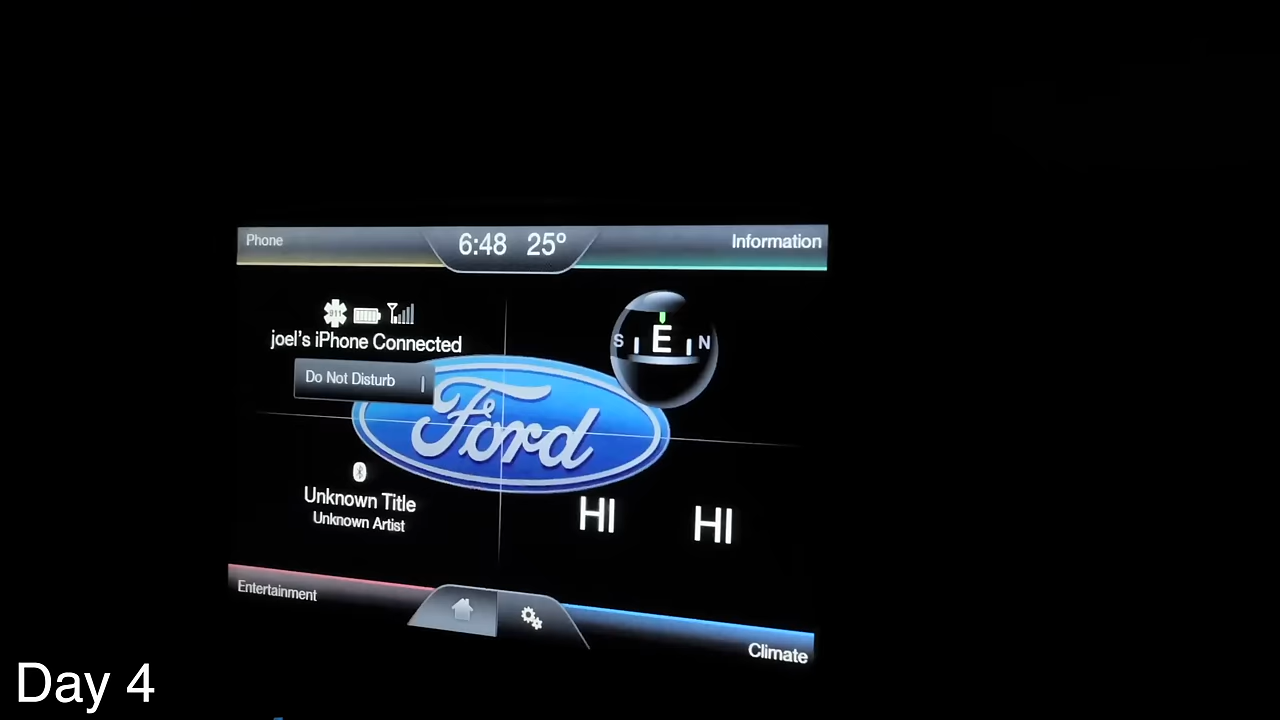 Phone
6:48 25°
Information
911
joel's iPhone Connected
Do Not Disturb
S E N
Ford
Unknown Title
Unknown Artist
HI HI
Entertainment
Climate
Day 4